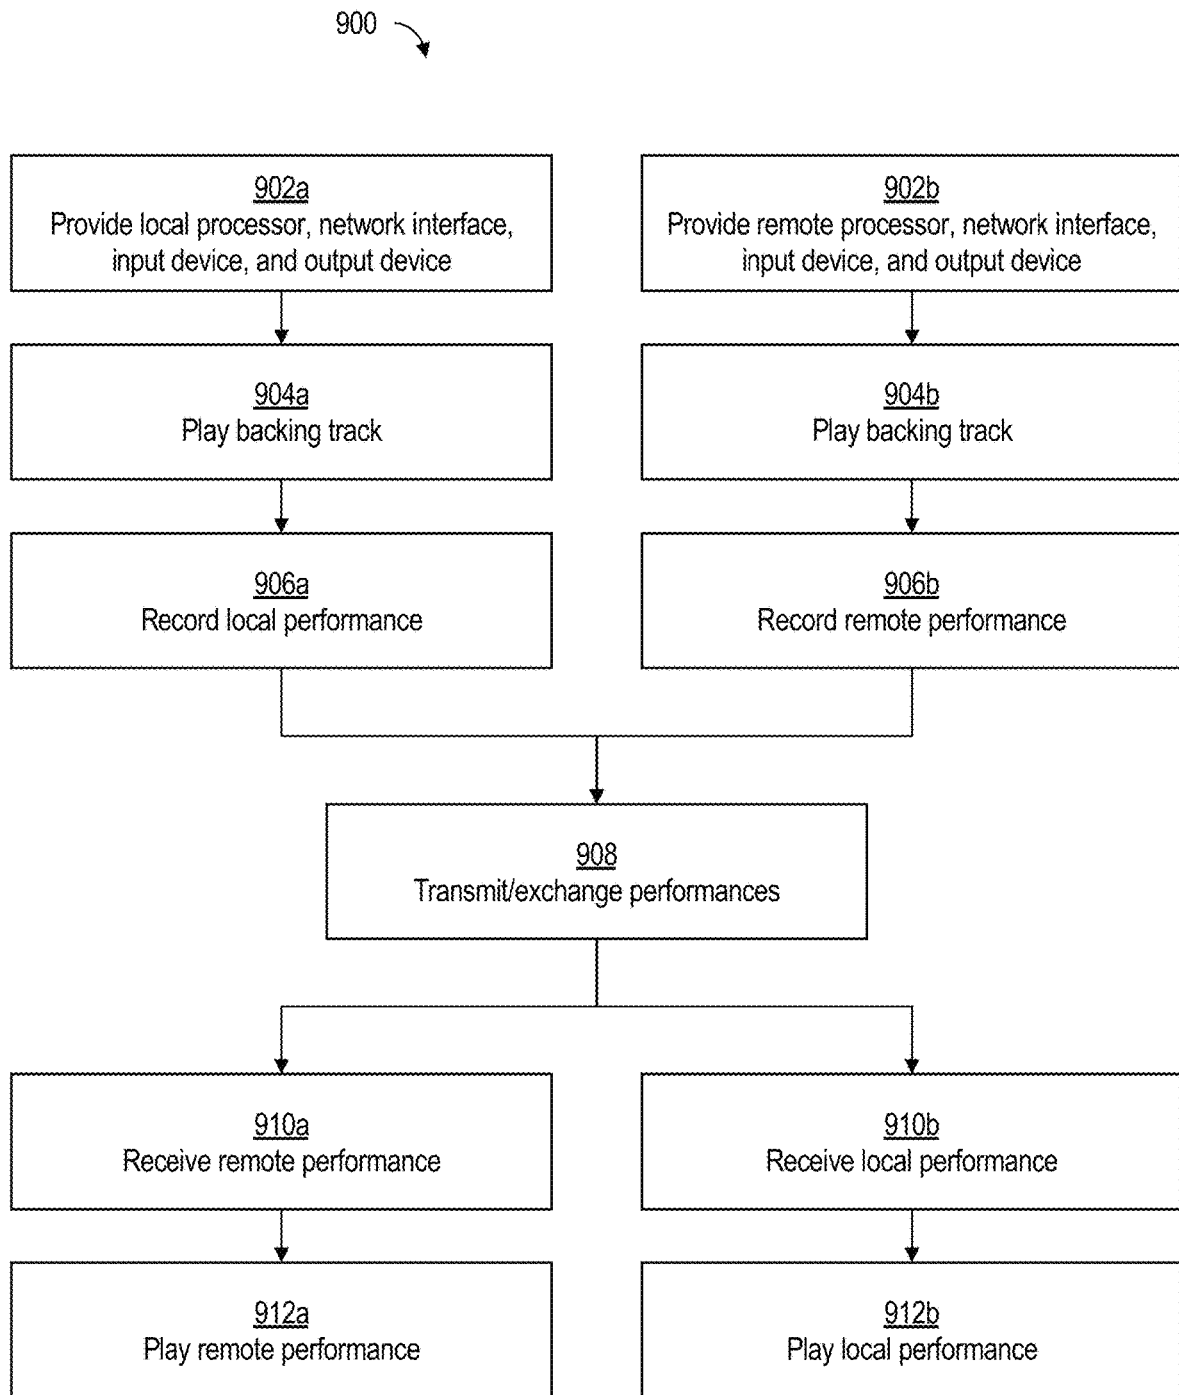 900
902a
Provide local processor, network interface,
input device, and output device
902b
Provide remote processor, network interface,
input device, and output device
904a
Play backing track
904b
Play backing track
906a
Record local performance
906b
Record remote performance
908
Transmit/exchange performances
910a
Receive remote performance
910b
Receive local performance
912a
Play remote performance
912b
Play local performance